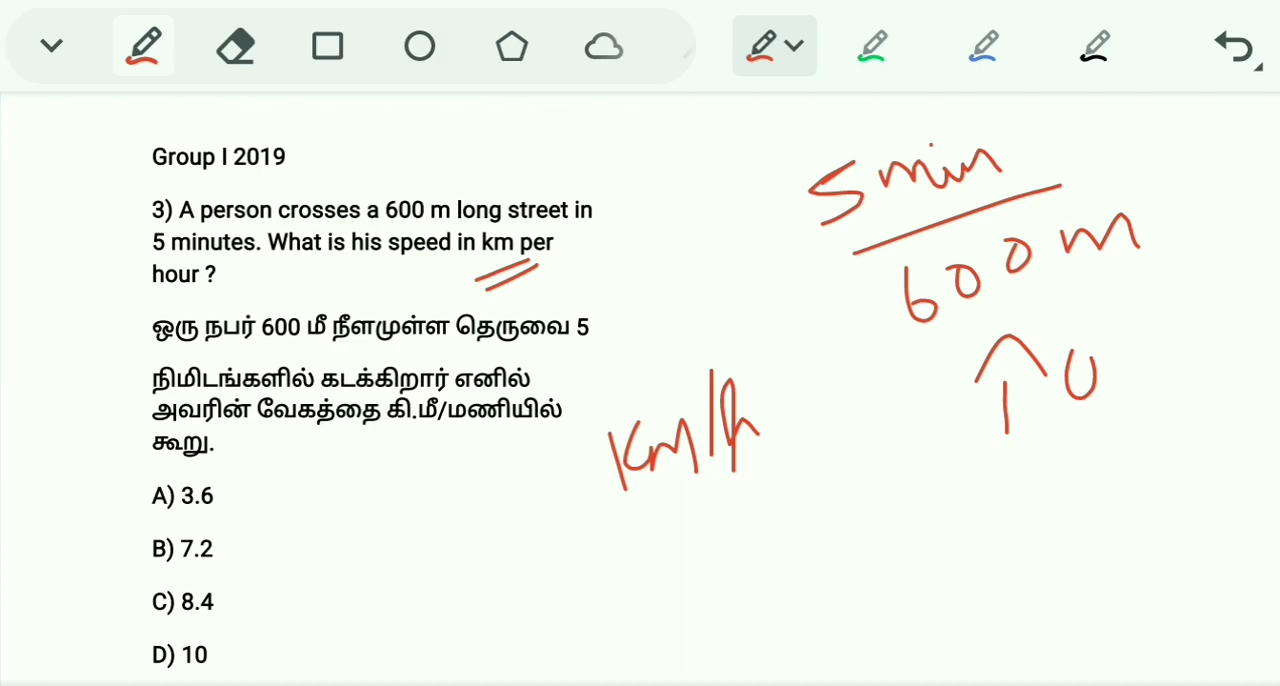 Group I 2019
3) A person crosses a 600 m long street in
5 minutes. What is his speed in km per
hour ?
ஒரு நபர் 600 மீ நீளமுள்ள தெருவை 5
நிமிடங்களில் கடக்கிறார் எனில்
அவரின் வேகத்தை கி.மீ/மணியில்
கூறு.
A) 3.6
B) 7.2
C) 8.4
D) 10
5 min
600 m
Km/h